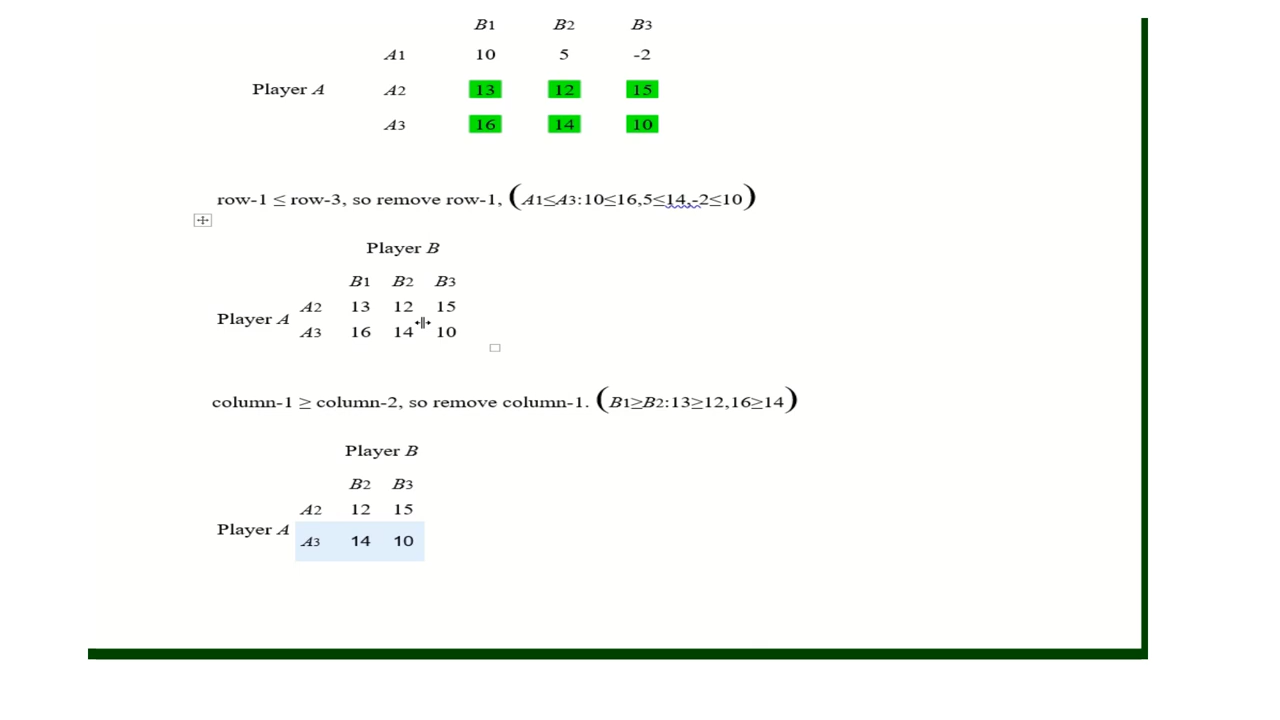 B1 B2 B3
A1 10 5 -2
Player A A2 13 12 15
A3 16 14 10
row-1 ≤ row-3, so remove row-1, (A1≤A3:10≤16,5≤14,-2≤10)
Player B
B1 B2 B3
A2 13 12 15
Player A
A3 16 14 10
column-1 ≥ column-2, so remove column-1. (B1≥B2:13≥12,16≥14)
Player B
B2 B3
A2 12 15
Player A
A3 14 10